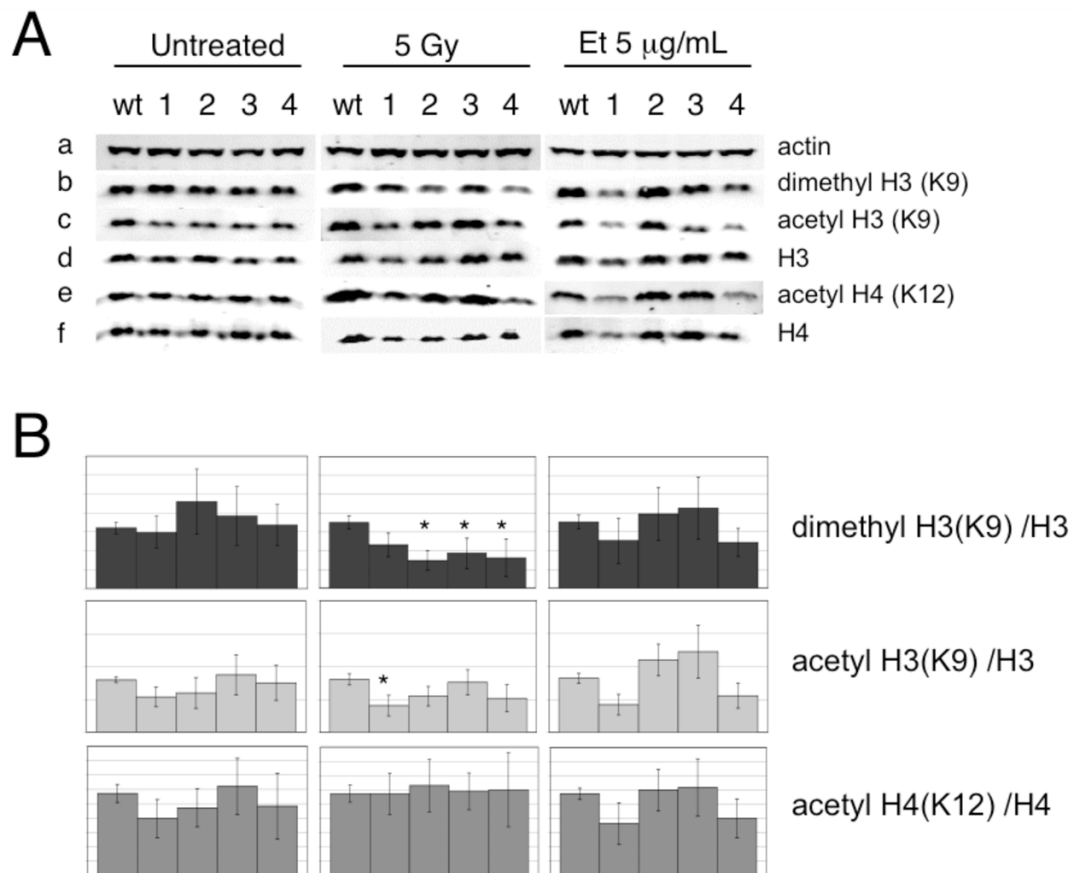 A
Untreated 5 Gy Et 5 μg/mL
wt 1 2 3 4 wt 1 2 3 4 wt 1 2 3 4
a actin
b dimethyl H3 (K9)
c acetyl H3 (K9)
d H3
e acetyl H4 (K12)
f H4
B
* * *
dimethyl H3(K9) /H3
*
acetyl H3(K9) /H3
acetyl H4(K12) /H4